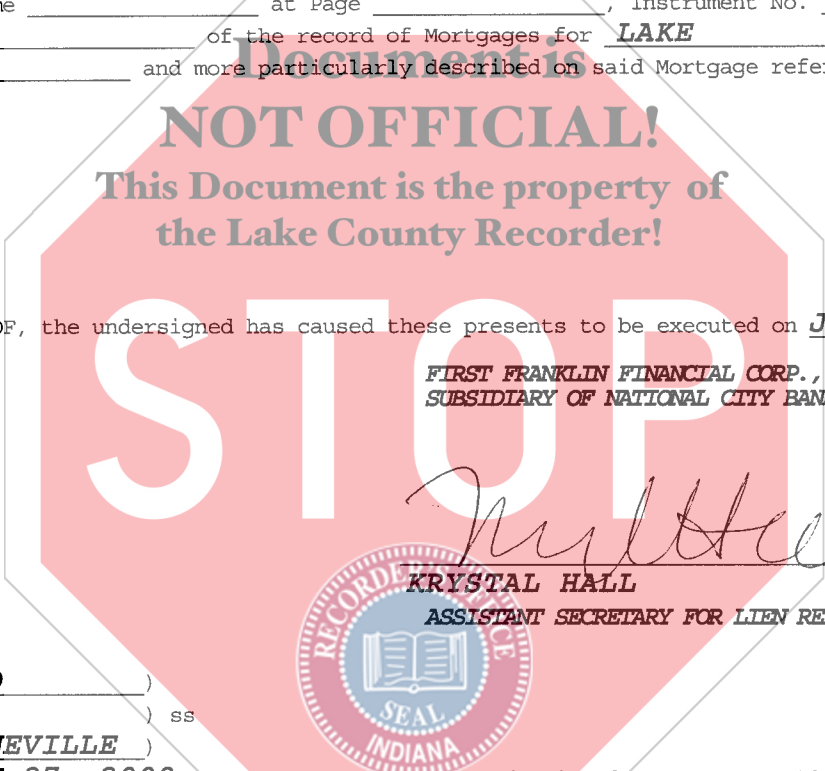 at Page , Instrument No.
of the record of Mortgages for LAKE
and more particularly described on said Mortgage
Document is
NOT OFFICIAL!
This Document is the property of
the Lake County Recorder!
STOP
the undersigned has caused these presents to be executed on
FIRST FRANKLIN FINANCIAL CORP.,
SUBSIDIARY OF NATIONAL CITY
KRYSTAL HALL
ASSISTANT SECRETARY FOR LIEN
RECORDER'S OFFICE
SEAL
INDIANA
)
) ss
EVILLE )